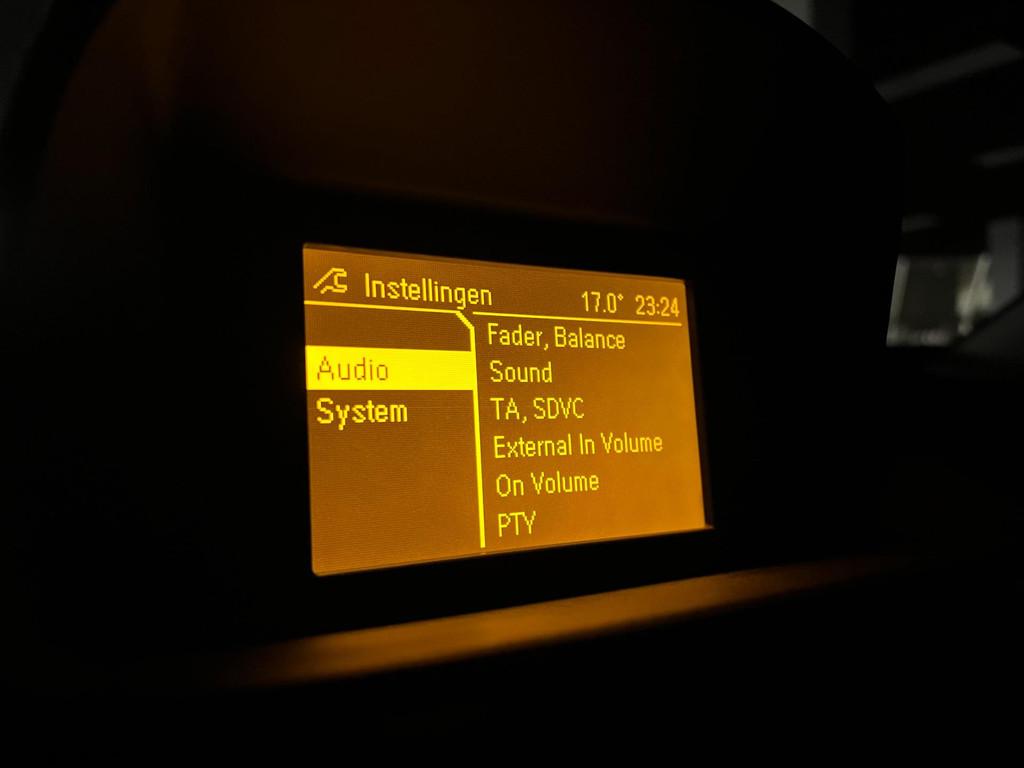 Instellingen 17.0° 23:24
Audio
System
Fader, Balance
Sound
TA, SDVC
External In Volume
On Volume
PTY